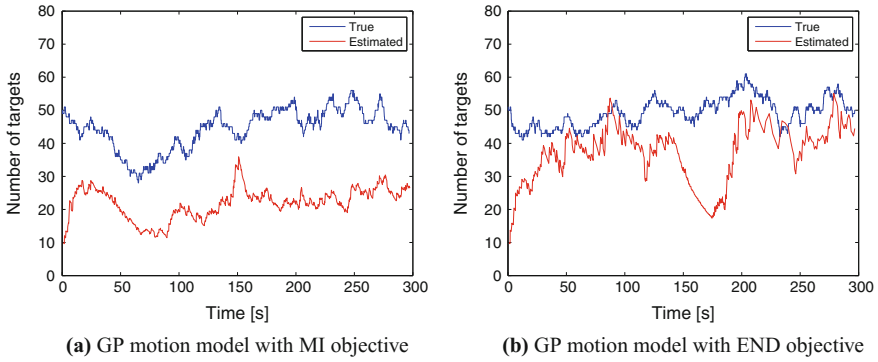 80
70
60
50
40
30
20
10
0
Number of targets
True
Estimated
0 50 100 150 200 250 300
Time [s]
(a) GP motion model with MI objective
80
70
60
50
40
30
20
10
0
Number of targets
True
Estimated
0 50 100 150 200 250 300
Time [s]
(b) GP motion model with END objective